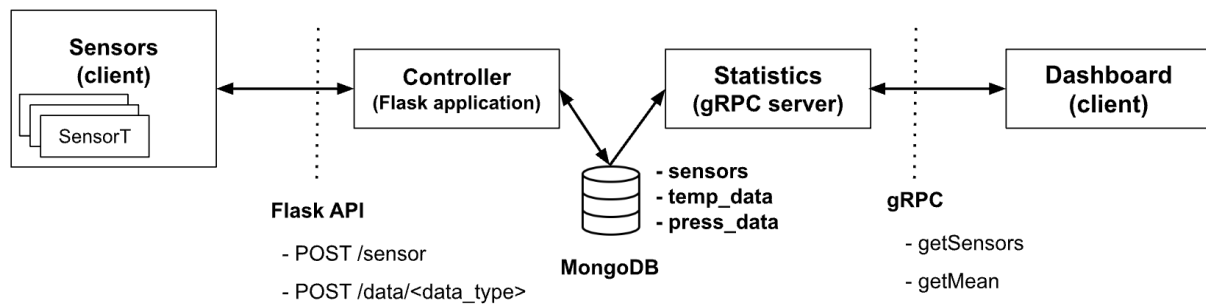 Sensors
(client)
SensorT
Controller
(Flask application)
Statistics
(gRPC server)
Dashboard
(client)
- sensors
- temp_data
- press_data
MongoDB
Flask API
- POST /sensor
- POST /data/<data_type>
gRPC
- getSensors
- getMean